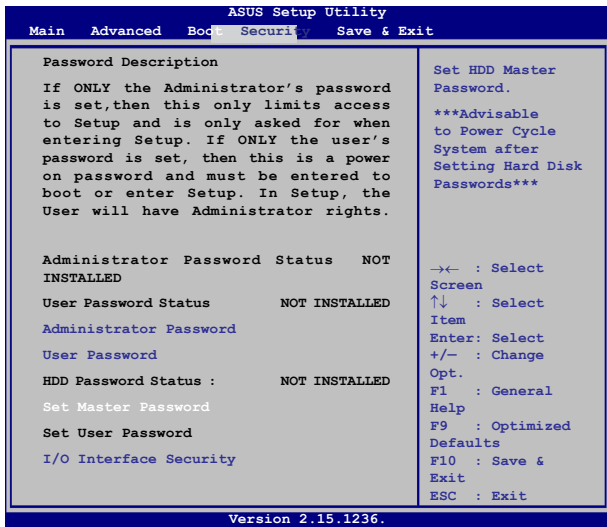 ASUS Setup Utility
Main Advanced Boot Security Save & Exit
Password Description
If ONLY the Administrator's password
is set,then this only limits access
to Setup and is only asked for when
entering Setup. If ONLY the user's
password is set, then this is a power
on password and must be entered to
boot or enter Setup. In Setup, the
User will have Administrator rights.
Administrator Password Status NOT
INSTALLED
User Password Status NOT INSTALLED
Administrator Password
User Password
HDD Password Status : NOT INSTALLED
Set Master Password
Set User Password
I/O Interface Security
Set HDD Master
Password.
***Advisable
to Power Cycle
System after
Setting Hard Disk
Passwords***
→← : Select
Screen
↑↓ : Select
Item
Enter: Select
+/— : Change
Opt.
F1 : General
Help
F9 : Optimized
Defaults
F10 : Save &
Exit
ESC : Exit
Version 2.15.1236.